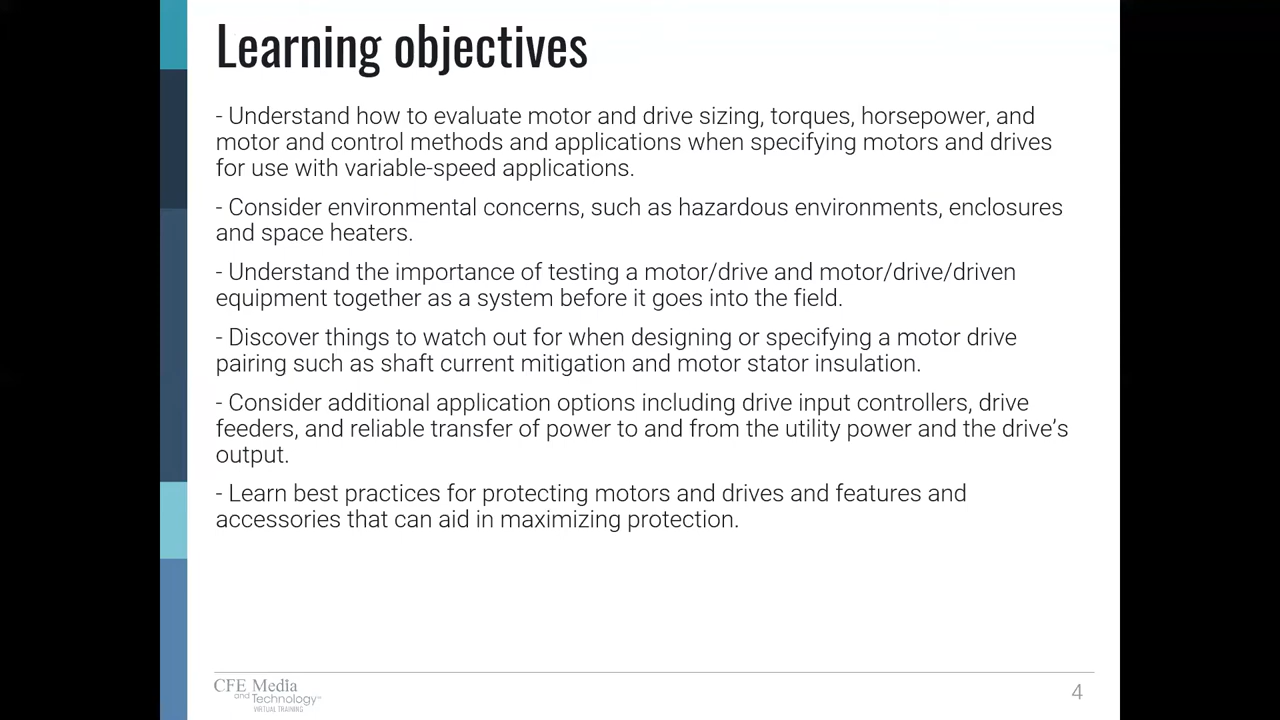 Learning objectives
- Understand how to evaluate motor and drive sizing, torques, horsepower, and
motor and control methods and applications when specifying motors and drives
for use with variable-speed applications.
- Consider environmental concerns, such as hazardous environments, enclosures
and space heaters.
- Understand the importance of testing a motor/drive and motor/drive/driven
equipment together as a system before it goes into the field.
- Discover things to watch out for when designing or specifying a motor drive
pairing such as shaft current mitigation and motor stator insulation.
- Consider additional application options including drive input controllers, drive
feeders, and reliable transfer of power to and from the utility power and the drive’s
output.
- Learn best practices for protecting motors and drives and features and
accessories that can aid in maximizing protection.
CFE Media
and Technology
VIRTUAL TRAINING
4